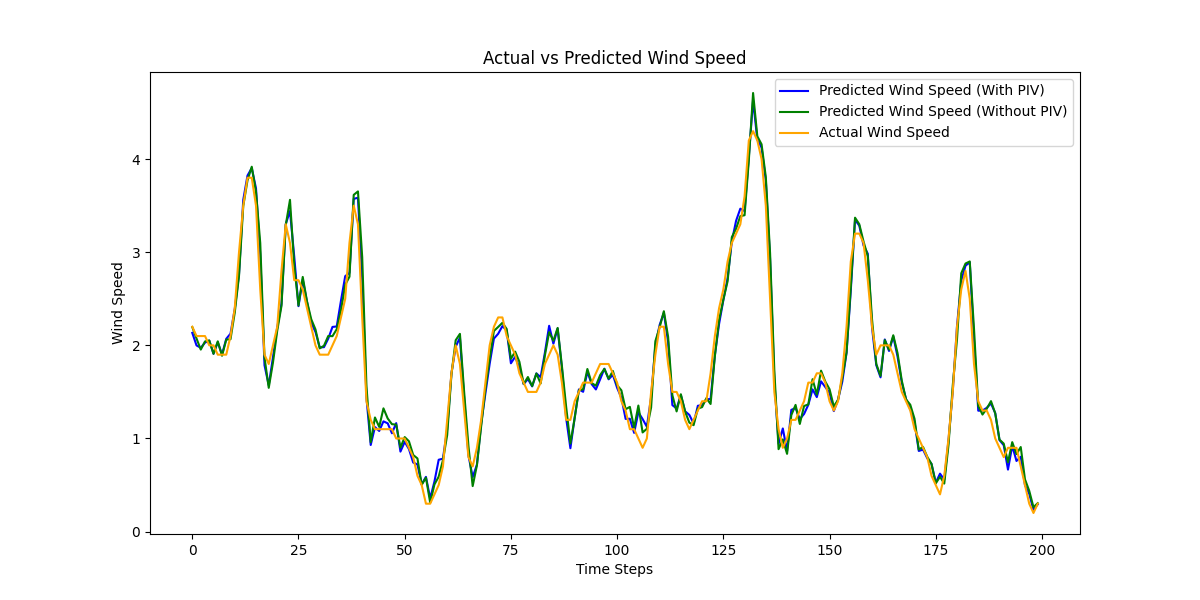 Actual vs Predicted Wind Speed
Predicted Wind Speed (With PIV)
Predicted Wind Speed (Without PIV)
Actual Wind Speed
Wind Speed
4
3
2
1
0
0 25 50 75 100 125 150 175 200
Time Steps